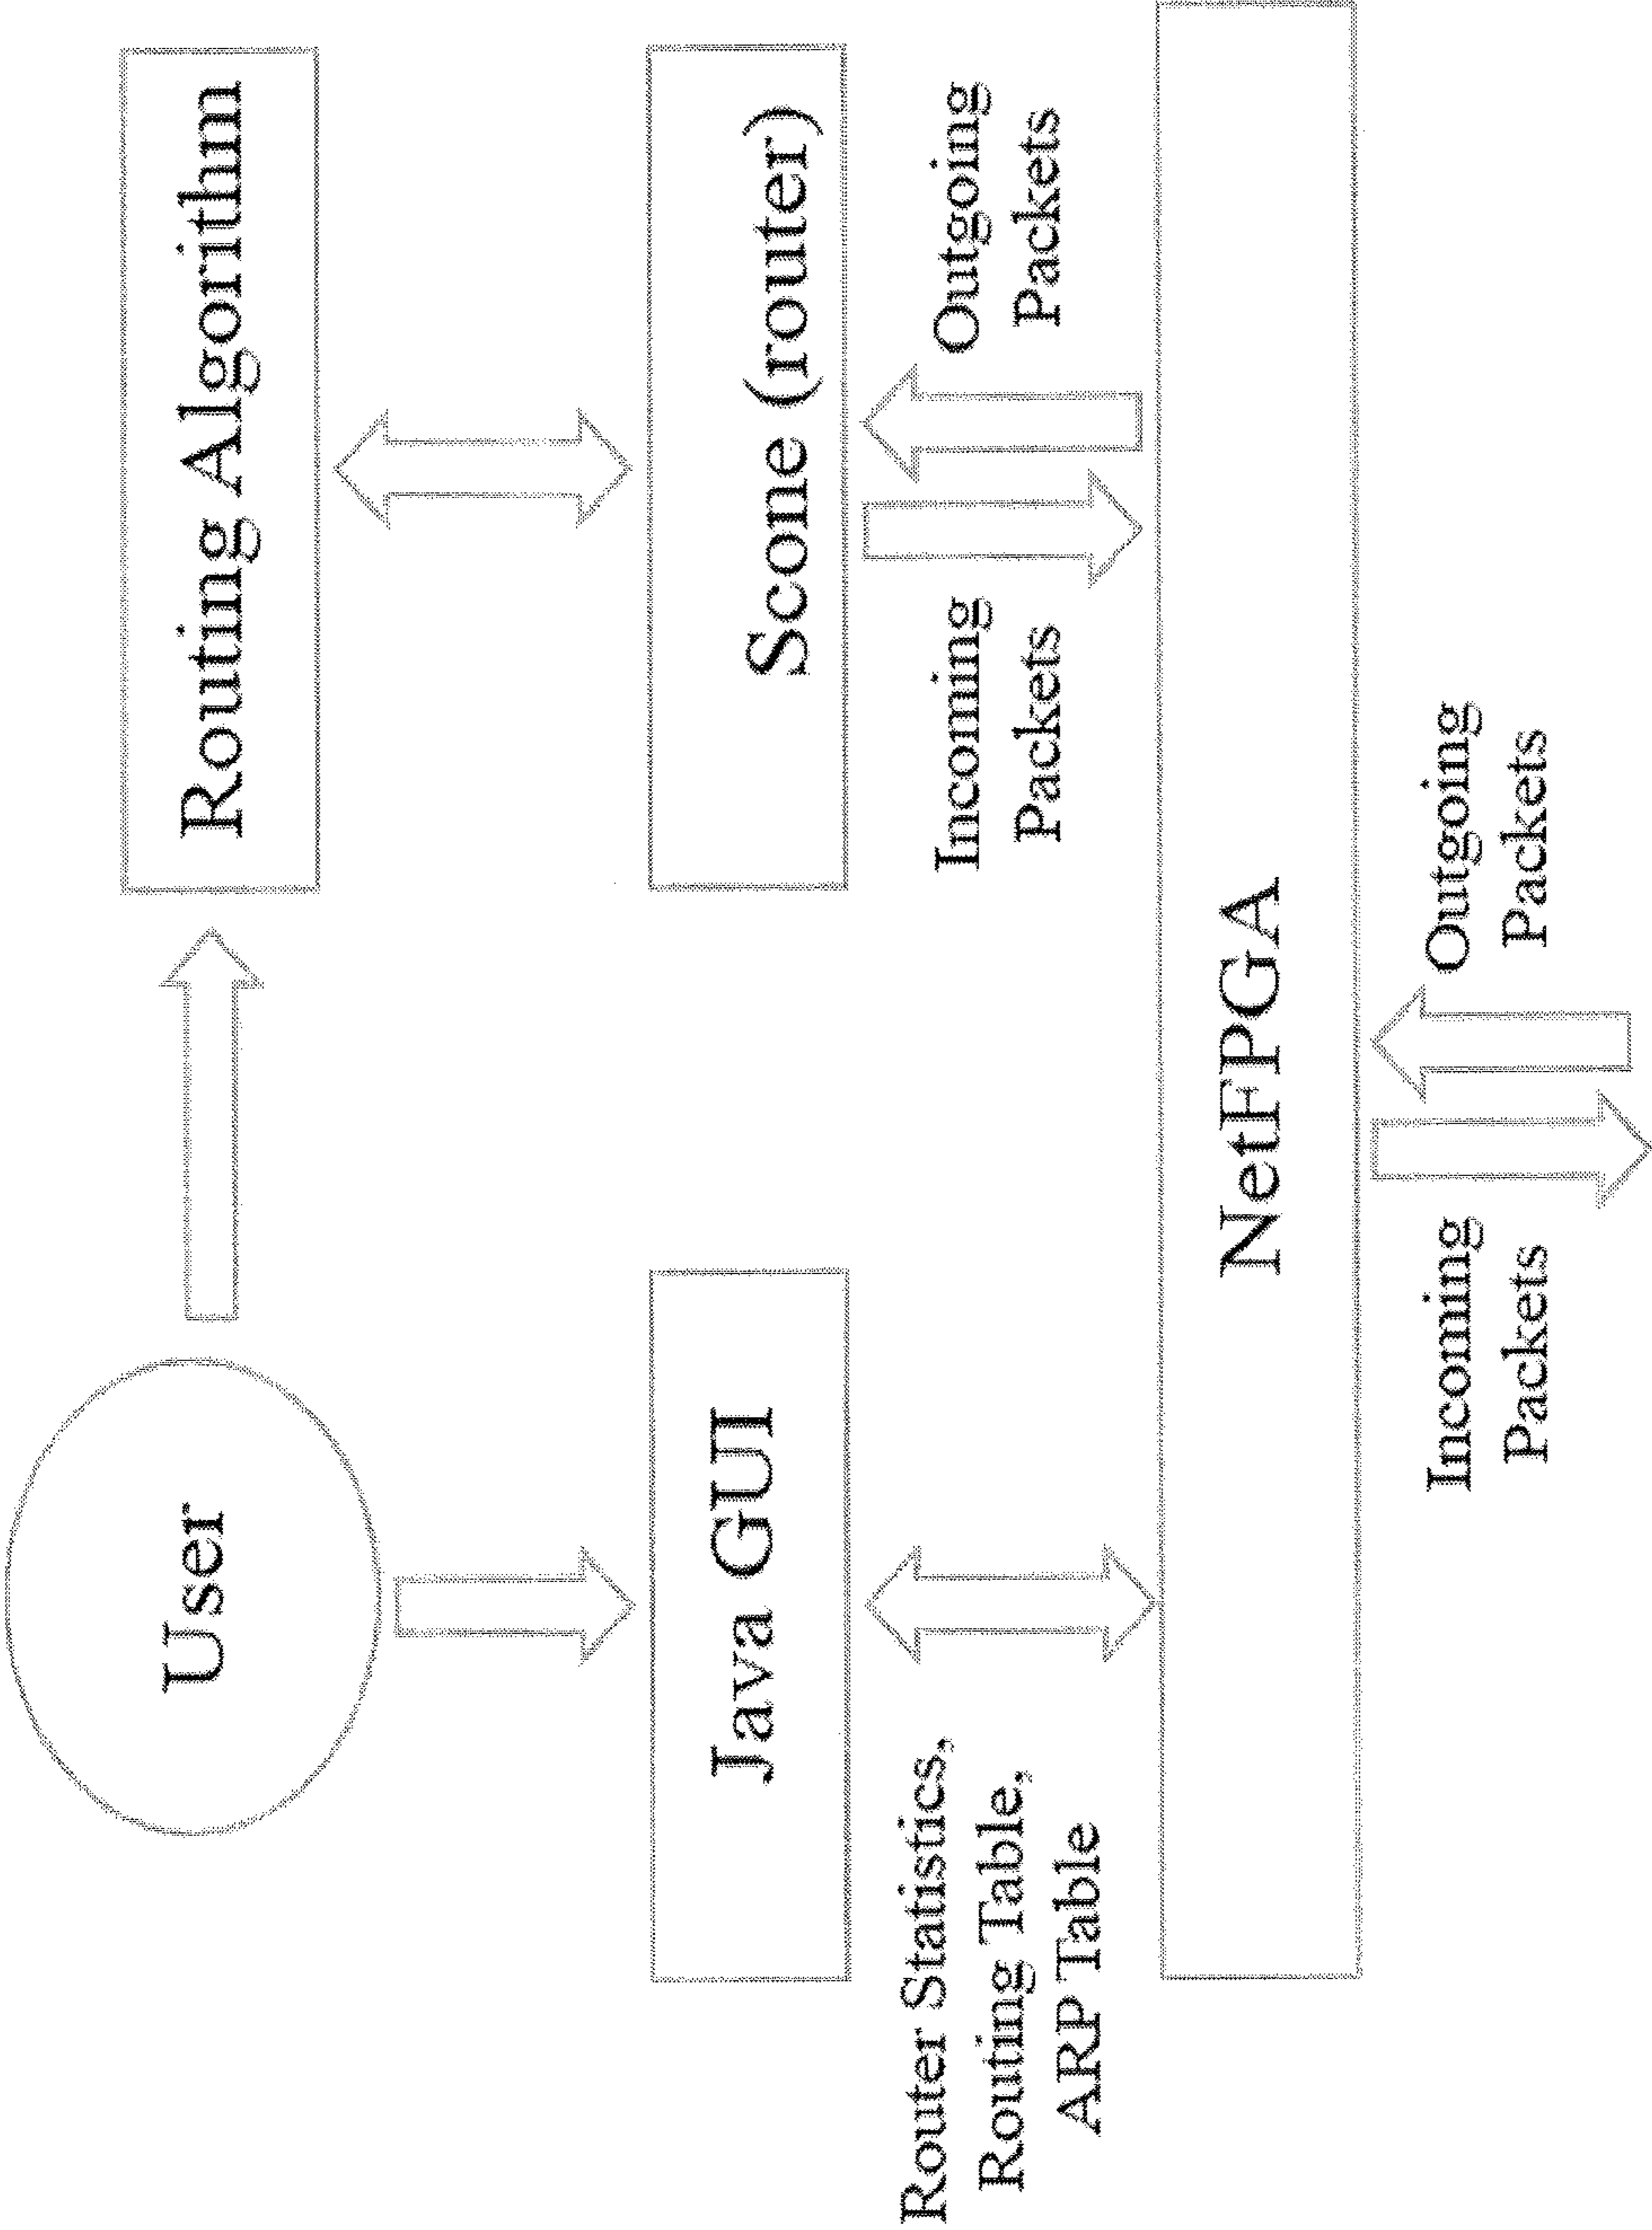 User
Routing Algorithm
Java GUI
Scone (router)
Router Statistics,
Routing Table,
ARP Table
Incoming
Packets
Outgoing
Packets
NetFPGA
Incoming
Packets
Outgoing
Packets